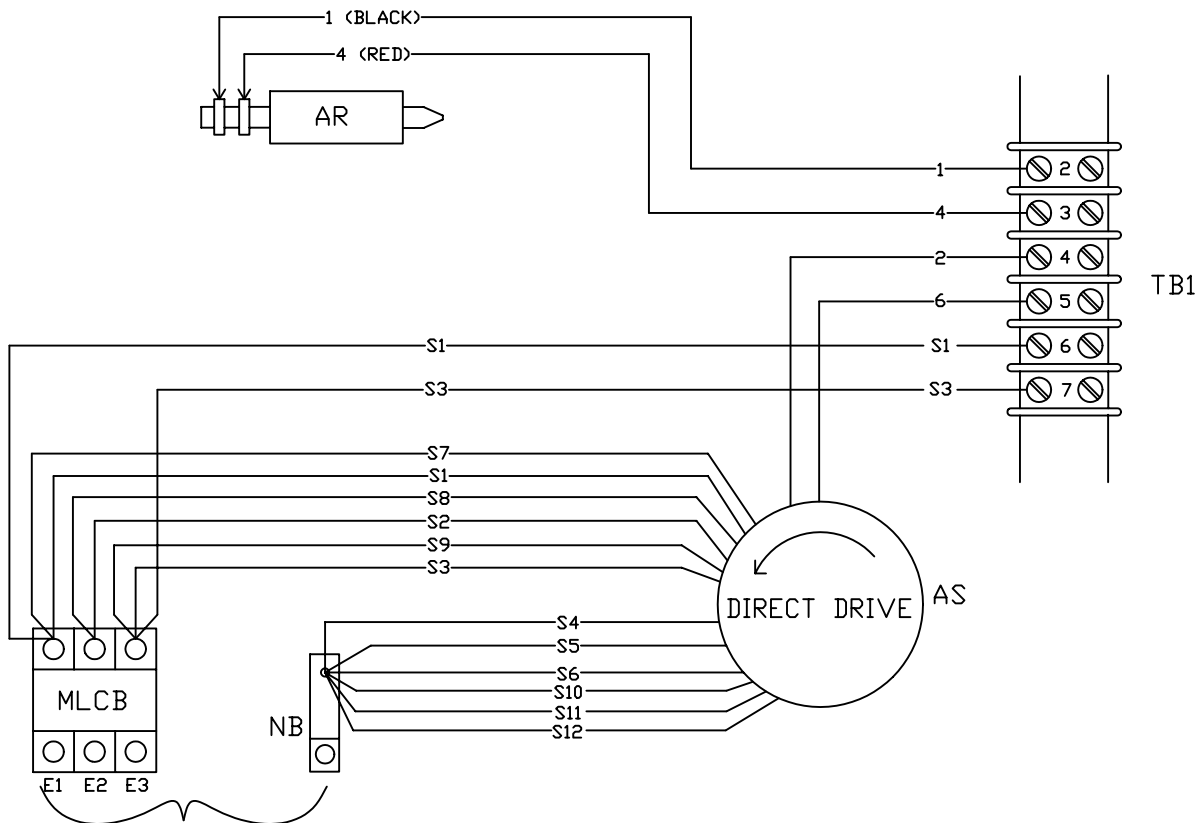 1 (BLACK)
4 (RED)
AR
1 2
4 3
2 4
TB1
6 5
S1 S1 6
S3 S3 7
S7
S1
S8
S2
S9
S3
DIRECT DRIVE AS
S4
S5
S6
S10
MLCB
S11
NB
S12
E1 E2 E3